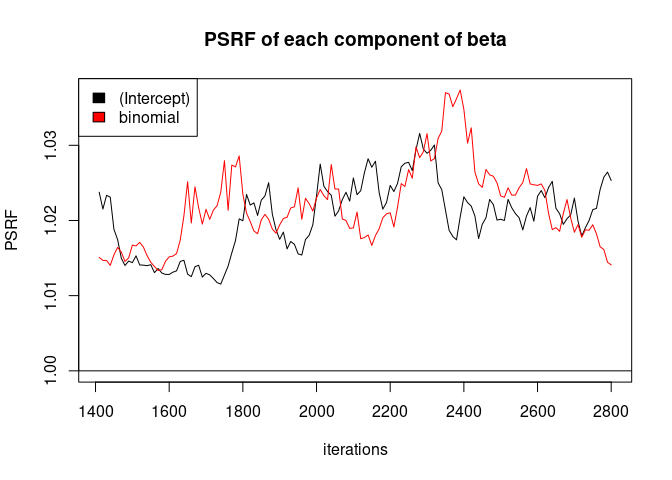 PSRF of each component of beta
(Intercept)
binomial
PSRF
1.03
1.02
1.01
1.00
1400 1600 1800 2000 2200 2400 2600 2800
iterations